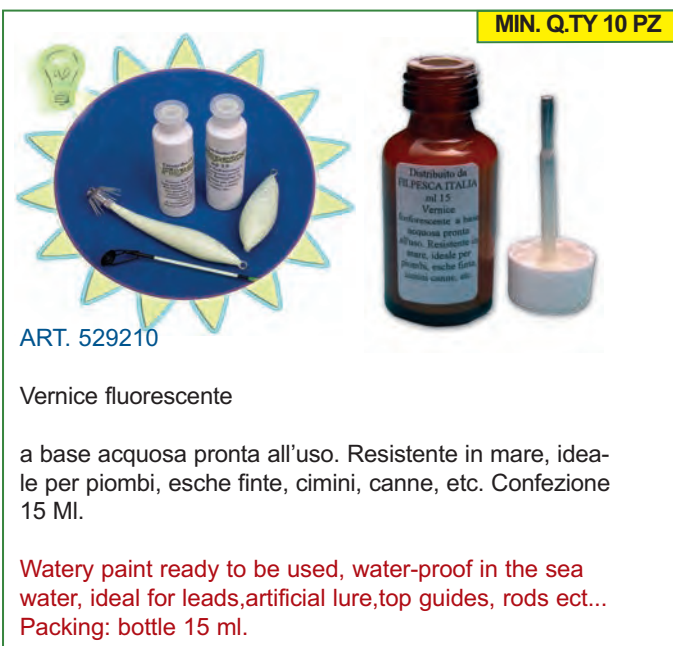 MIN. Q.TY 10 PZ
Distribuito da
FILPESCA ITALIA
ml 15
Vernice
fosforescente a base
acquosa pronta
all'uso. Resistente in
mare, ideale per
piombi, esche finte,
cimini canne, etc.
ART. 529210
Vernice fluorescente
a base acquosa pronta all’uso. Resistente in mare, idea-
le per piombi, esche finte, cimini, canne, etc. Confezione
15 Ml.
Watery paint ready to be used, water-proof in the sea
water, ideal for leads,artificial lure,top guides, rods ect...
Packing: bottle 15 ml.